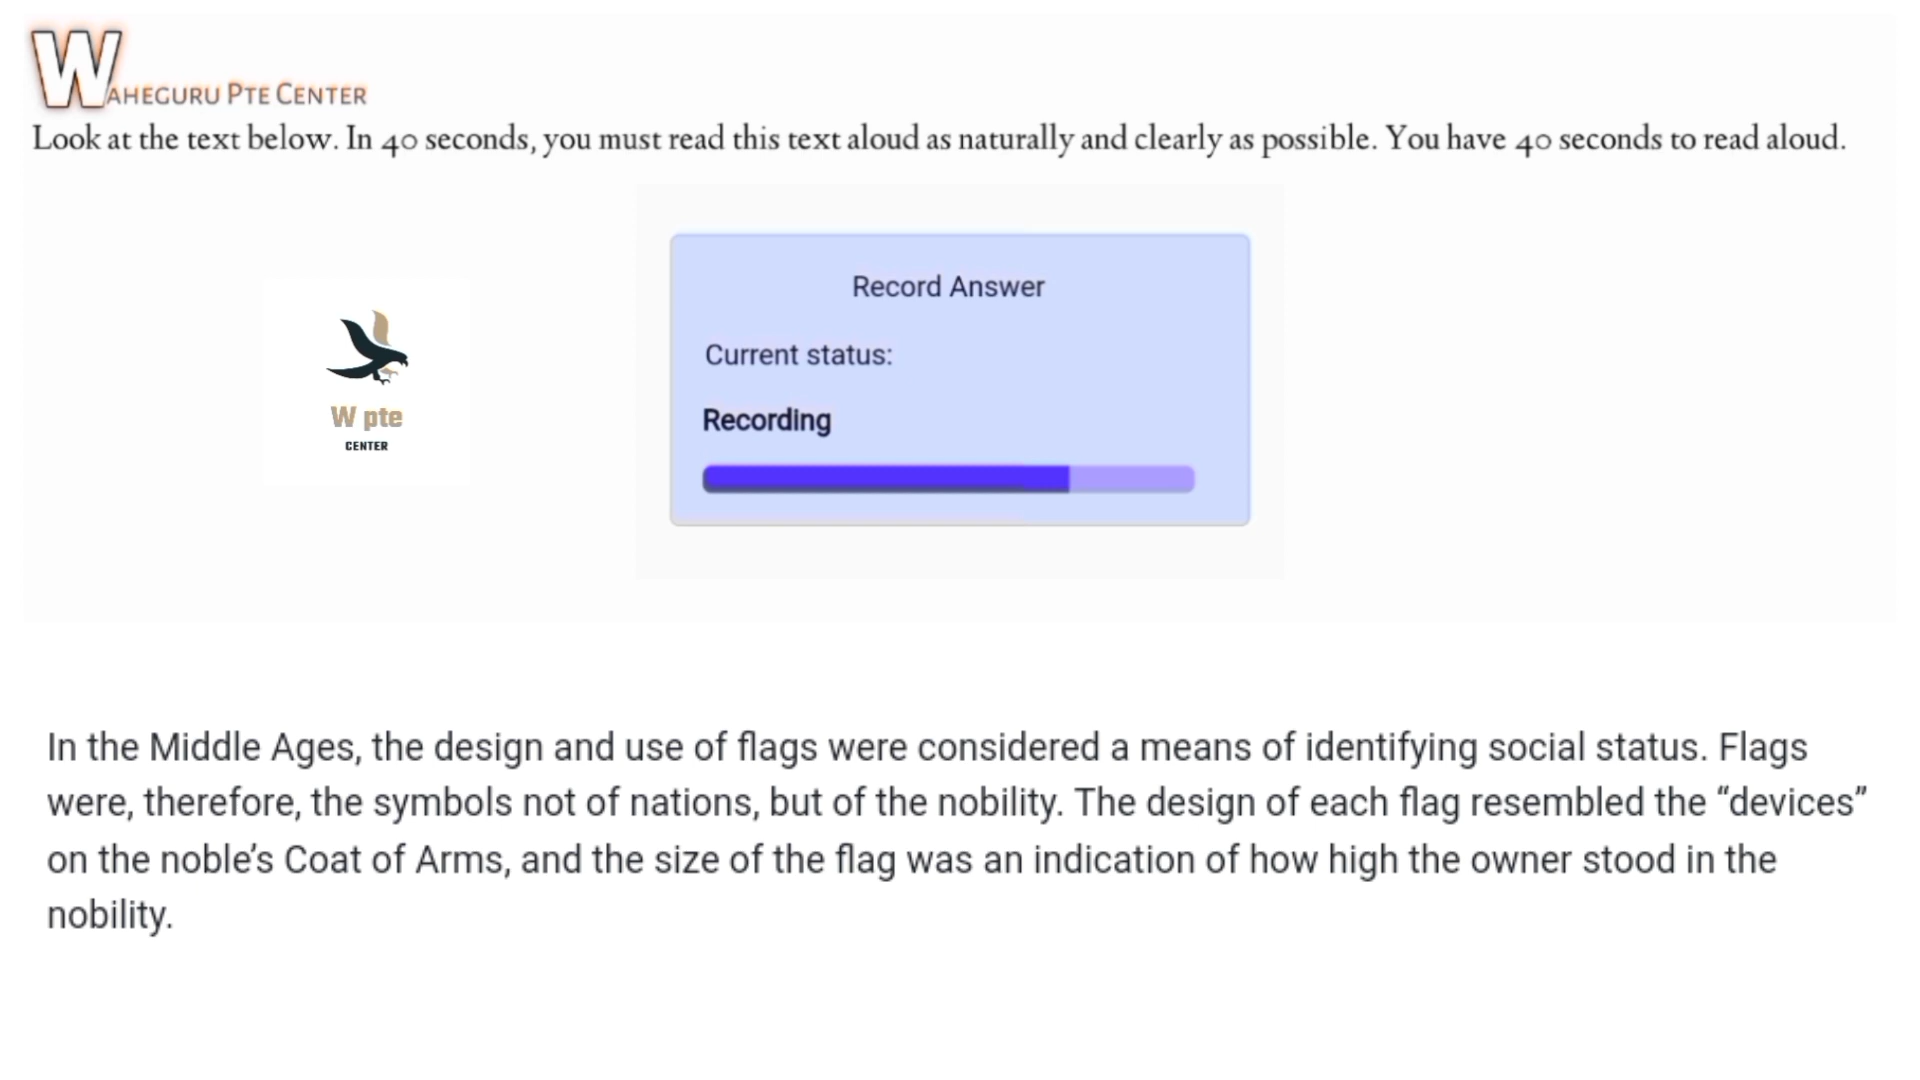 WAHEGURU PTE CENTER
Look at the text below. In 40 seconds, you must read this text aloud as naturally and clearly as possible. You have 40 seconds to read aloud.
Record Answer
Current status:
Recording
W pte
CENTER
In the Middle Ages, the design and use of flags were considered a means of identifying social status. Flags
were, therefore, the symbols not of nations, but of the nobility. The design of each flag resembled the “devices”
on the noble’s Coat of Arms, and the size of the flag was an indication of how high the owner stood in the
nobility.